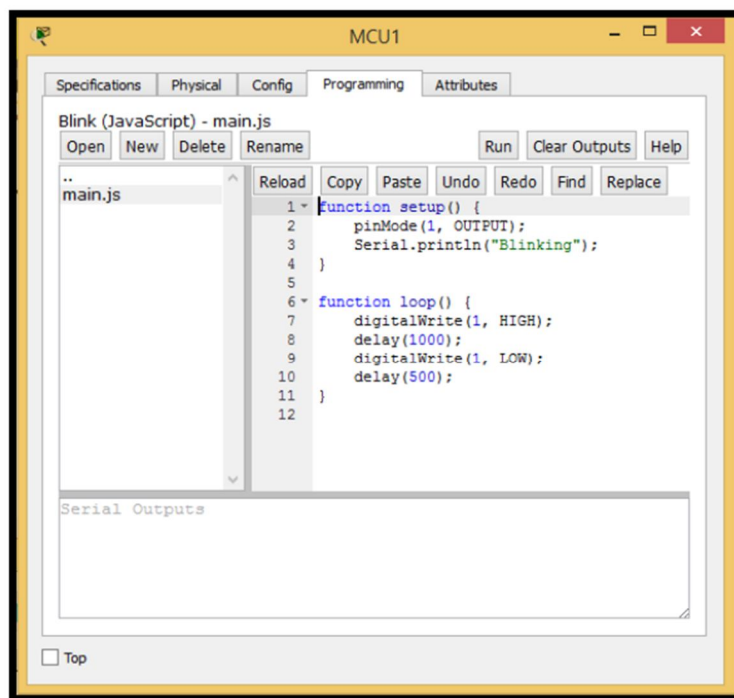 MCU1
Specifications Physical Config Programming Attributes
Blink (JavaScript) - main.js
Open New Delete Rename Run Clear Outputs Help
..
main.js
Reload Copy Paste Undo Redo Find Replace
1 function setup() {
2     pinMode(1, OUTPUT);
3     Serial.println("Blinking");
4 }
5
6 function loop() {
7     digitalWrite(1, HIGH);
8     delay(1000);
9     digitalWrite(1, LOW);
10     delay(500);
11 }
12
Serial Outputs
Top